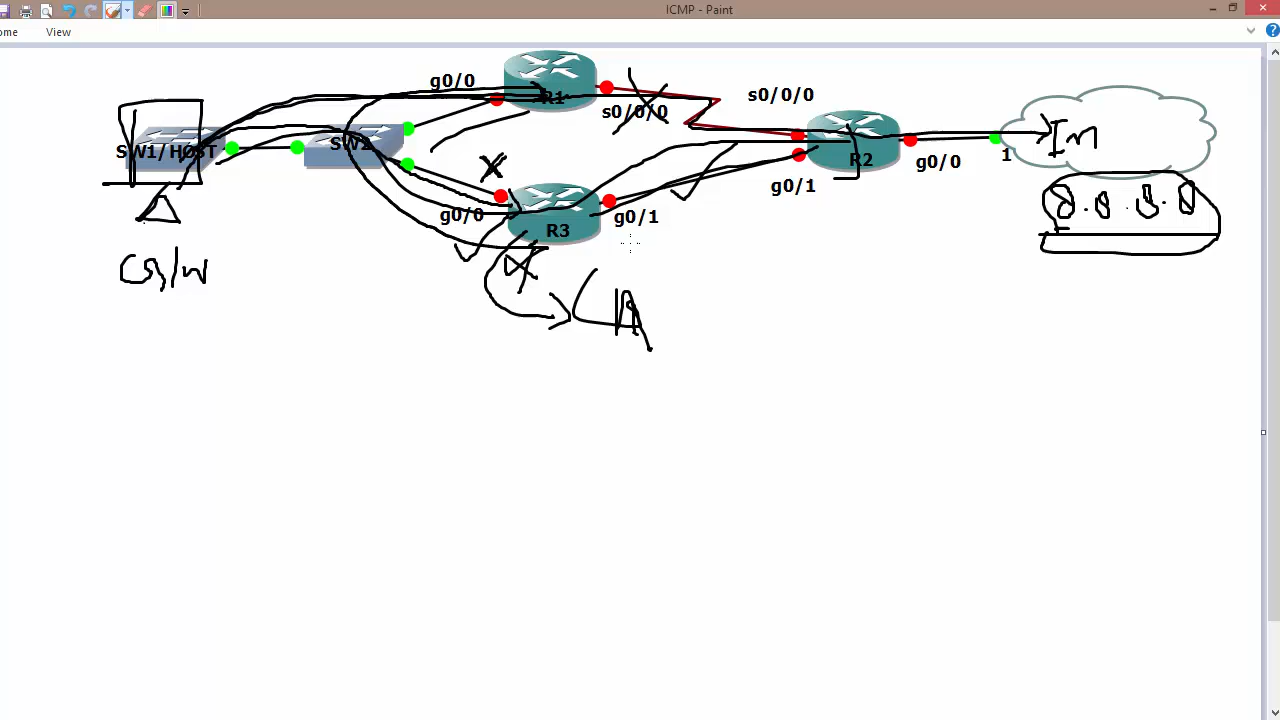 ICMP - Paint
ome View
g0/0
R1
s0/0/0
s0/0/0
SW1/HOST
SW2
R2
g0/0
1
g0/1
g0/0
R3
g0/1